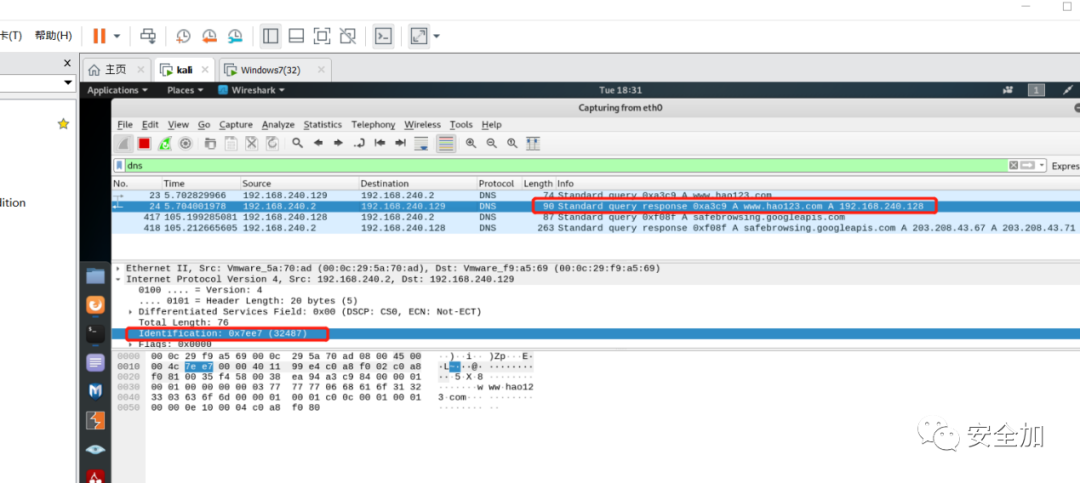 卡(T) 帮助(H)
主页 × kali × Windows7(32) ×
Applications Places Wireshark Tue 18:31 1
Capturing from eth0
File Edit View Go Capture Analyze Statistics Telephony Wireless Tools Help
dns Expres
No. Time Source Destination Protocol Length Info
23 5.702829966 192.168.240.129 192.168.240.2 DNS 74 Standard query 0xa3c9 A www.hao123.com
24 5.704001978 192.168.240.2 192.168.240.129 DNS 90 Standard query response 0xa3c9 A www.hao123.com A 192.168.240.128
417 105.199285081 192.168.240.128 192.168.240.2 DNS 87 Standard query 0xf08f A safebrowsing.googleapis.com
418 105.212665605 192.168.240.2 192.168.240.128 DNS 263 Standard query response 0xf08f A safebrowsing.googleapis.com A 203.208.43.67 A 203.208.43.71
dition
Ethernet II, Src: Vmware_5a:70:ad (00:0c:29:5a:70:ad), Dst: Vmware_f9:a5:69 (00:0c:29:f9:a5:69)
Internet Protocol Version 4, Src: 192.168.240.2, Dst: 192.168.240.129
0100 .... = Version: 4
.... 0101 = Header Length: 20 bytes (5)
Differentiated Services Field: 0x00 (DSCP: CS0, ECN: Not-ECT)
Total Length: 76
Identification: 0x7ee7 (32487)
Flags: 0x0000
0000 00 0c 29 f9 a5 69 00 0c 29 5a 70 ad 08 00 45 00 ··)··i·· )Zp···E·
0010 00 4c 7e e7 00 00 40 11 99 e4 c0 a8 f0 02 c0 a8 ·L~···@· ········
0020 f0 81 00 35 f4 58 00 38 ea 94 a3 c9 84 00 00 01 ···5·X·8 ········
0030 00 01 00 00 00 00 03 77 77 77 06 68 61 6f 31 32 ·······w ww·hao12
0040 33 03 63 6f 6d 00 00 01 00 01 c0 0c 00 01 00 01 3·com··· ········
0050 00 00 0e 10 00 04 c0 a8 f0 80 ········ ··
安全加